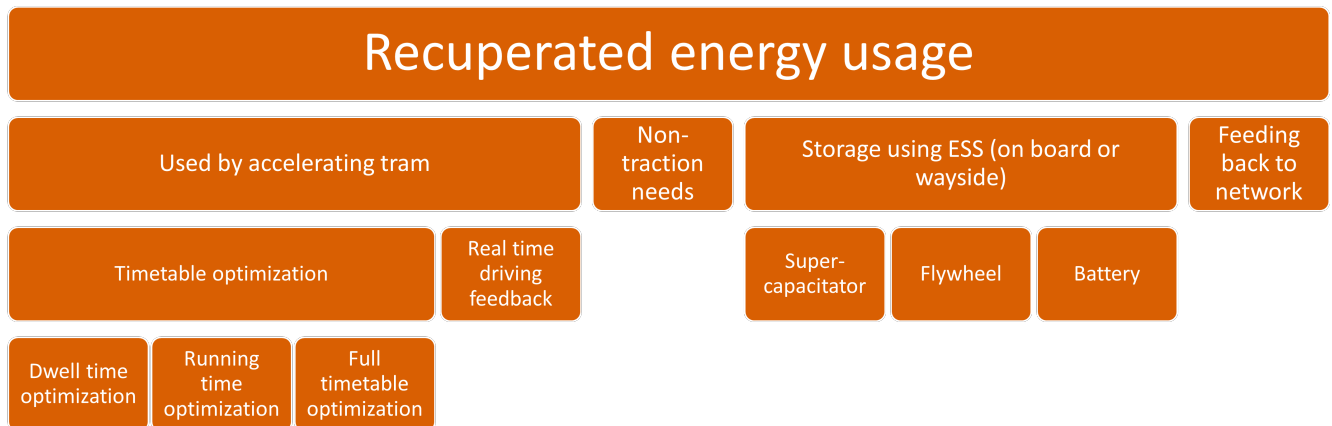 Recuperated energy usage
Used by accelerating tram
Non-
traction
needs
Storage using ESS (on board or
wayside)
Feeding
back to
network
Timetable optimization
Real time
driving
feedback
Super-
capacitator
Flywheel
Battery
Dwell time
optimization
Running
time
optimization
Full
timetable
optimization